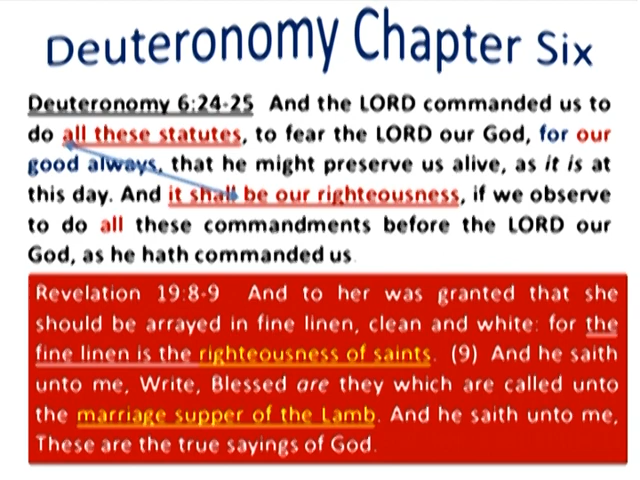 Deuteronomy Chapter Six
Deuteronomy 6:24-25 And the LORD commanded us to
do all these statutes, to fear the LORD our God, for our
good always, that he might preserve us alive, as it is at
this day. And it shall be our righteousness, if we observe
to do all these commandments before the LORD our
God, as he hath commanded us.
Revelation 19:8-9 And to her was granted that she
should be arrayed in fine linen, clean and white: for the
fine linen is the righteousness of saints. (9) And he saith
unto me, Write, Blessed are they which are called unto
the marriage supper of the Lamb. And he saith unto me,
These are the true sayings of God.